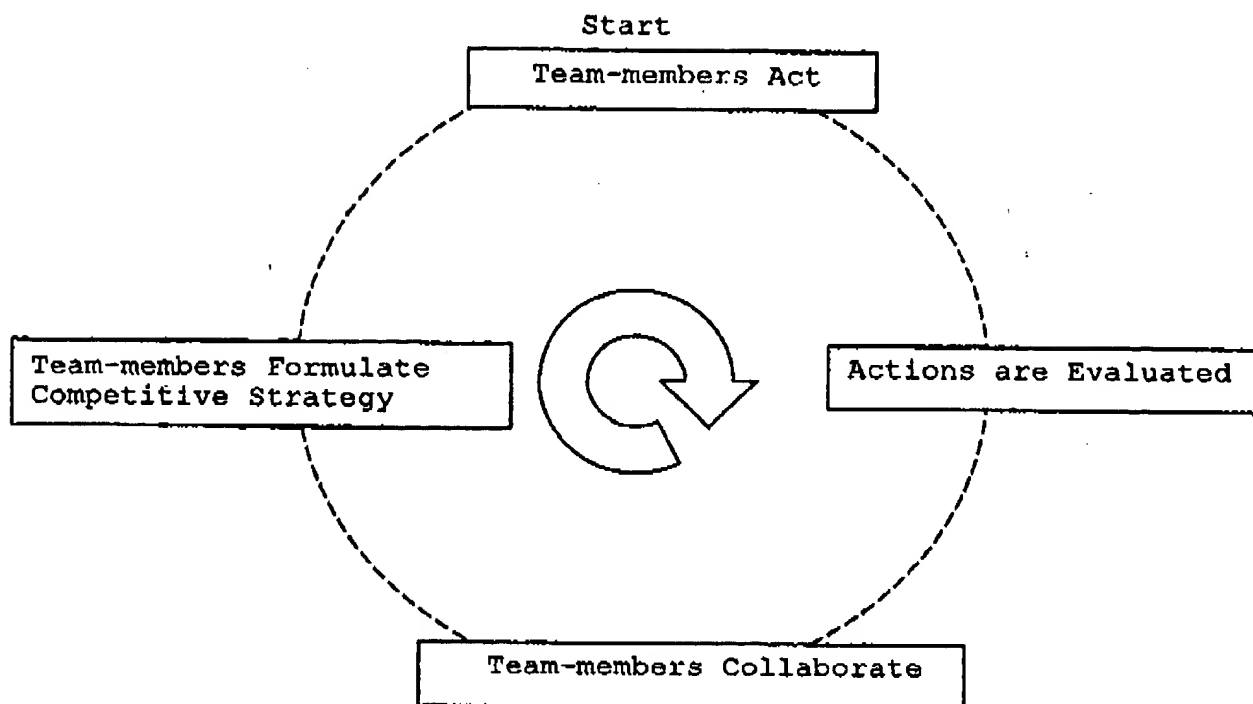 Start
Team-members Act
Team-members Formulate
Competitive Strategy
Actions are Evaluated
Team-members Collaborate